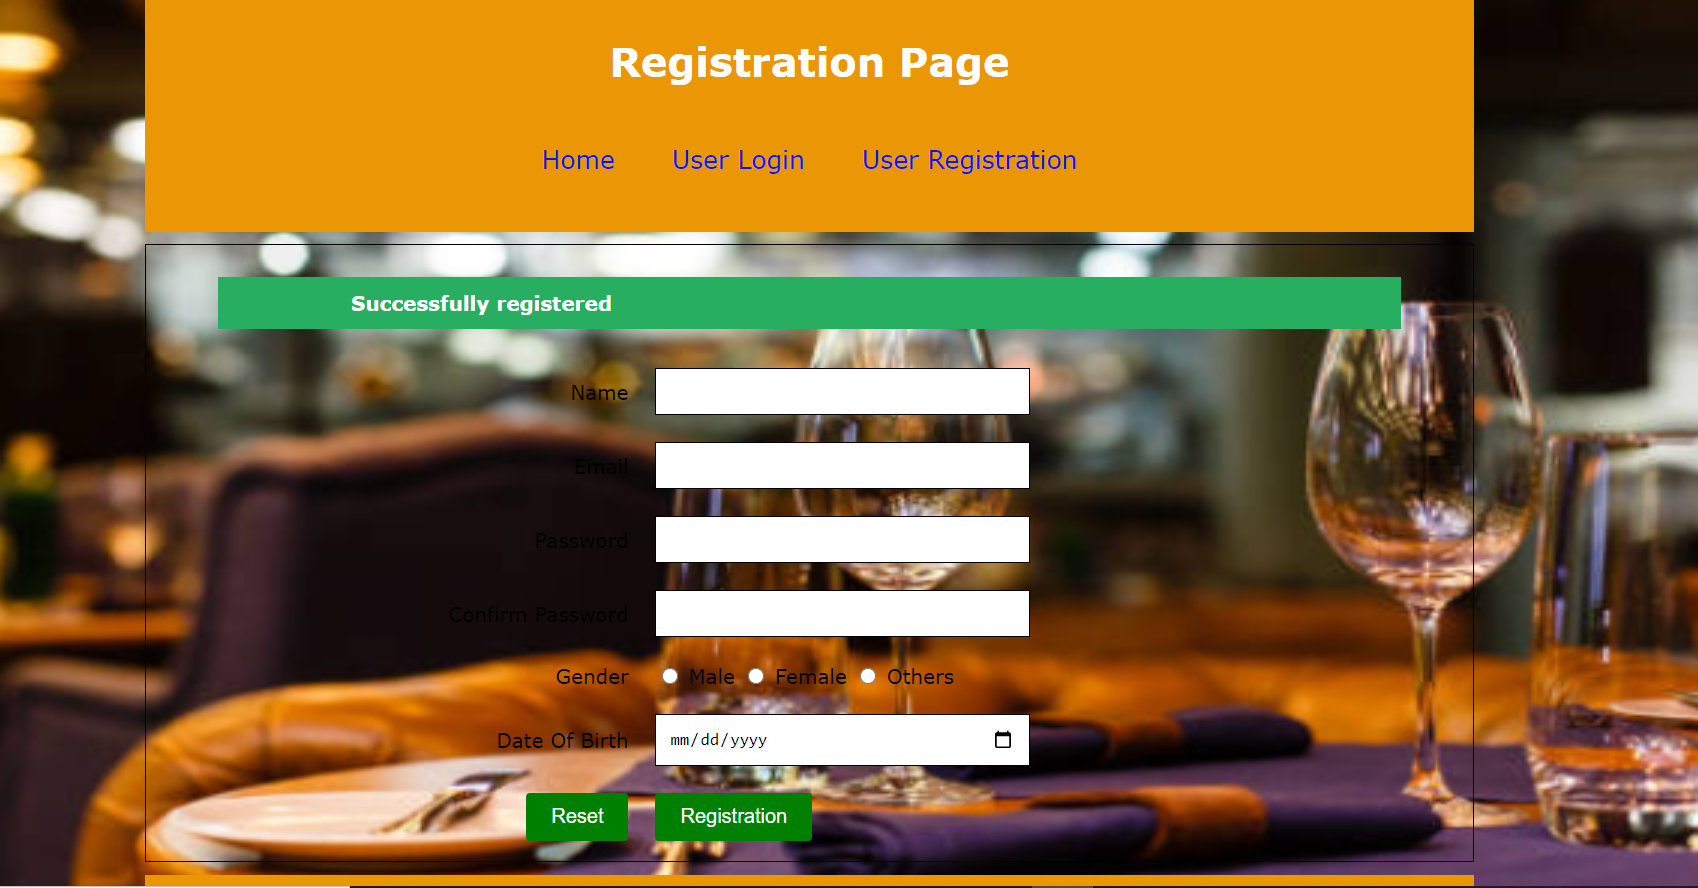 Registration Page
Home User Login User Registration
Successfully registered
Name
Email
Password
Confirm Password
Gender Male Female Others
Date Of Birth mm/dd/yyyy
Reset Registration